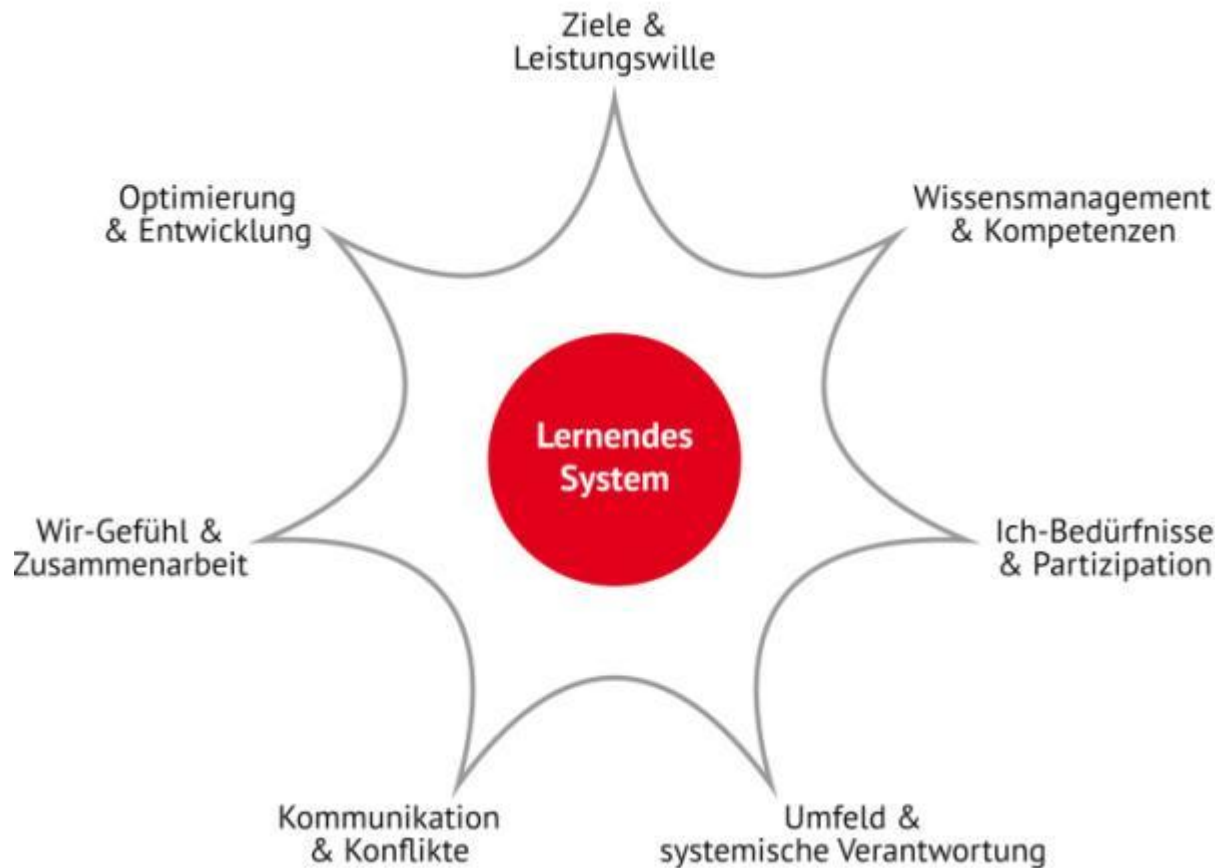 Ziele &
Leistungswille
Optimierung
& Entwicklung
Wissensmanagement
& Kompetenzen
Lernendes
System
Wir-Gefühl &
Zusammenarbeit
Ich-Bedürfnisse
& Partizipation
Kommunikation
& Konflikte
Umfeld &
systemische Verantwortung